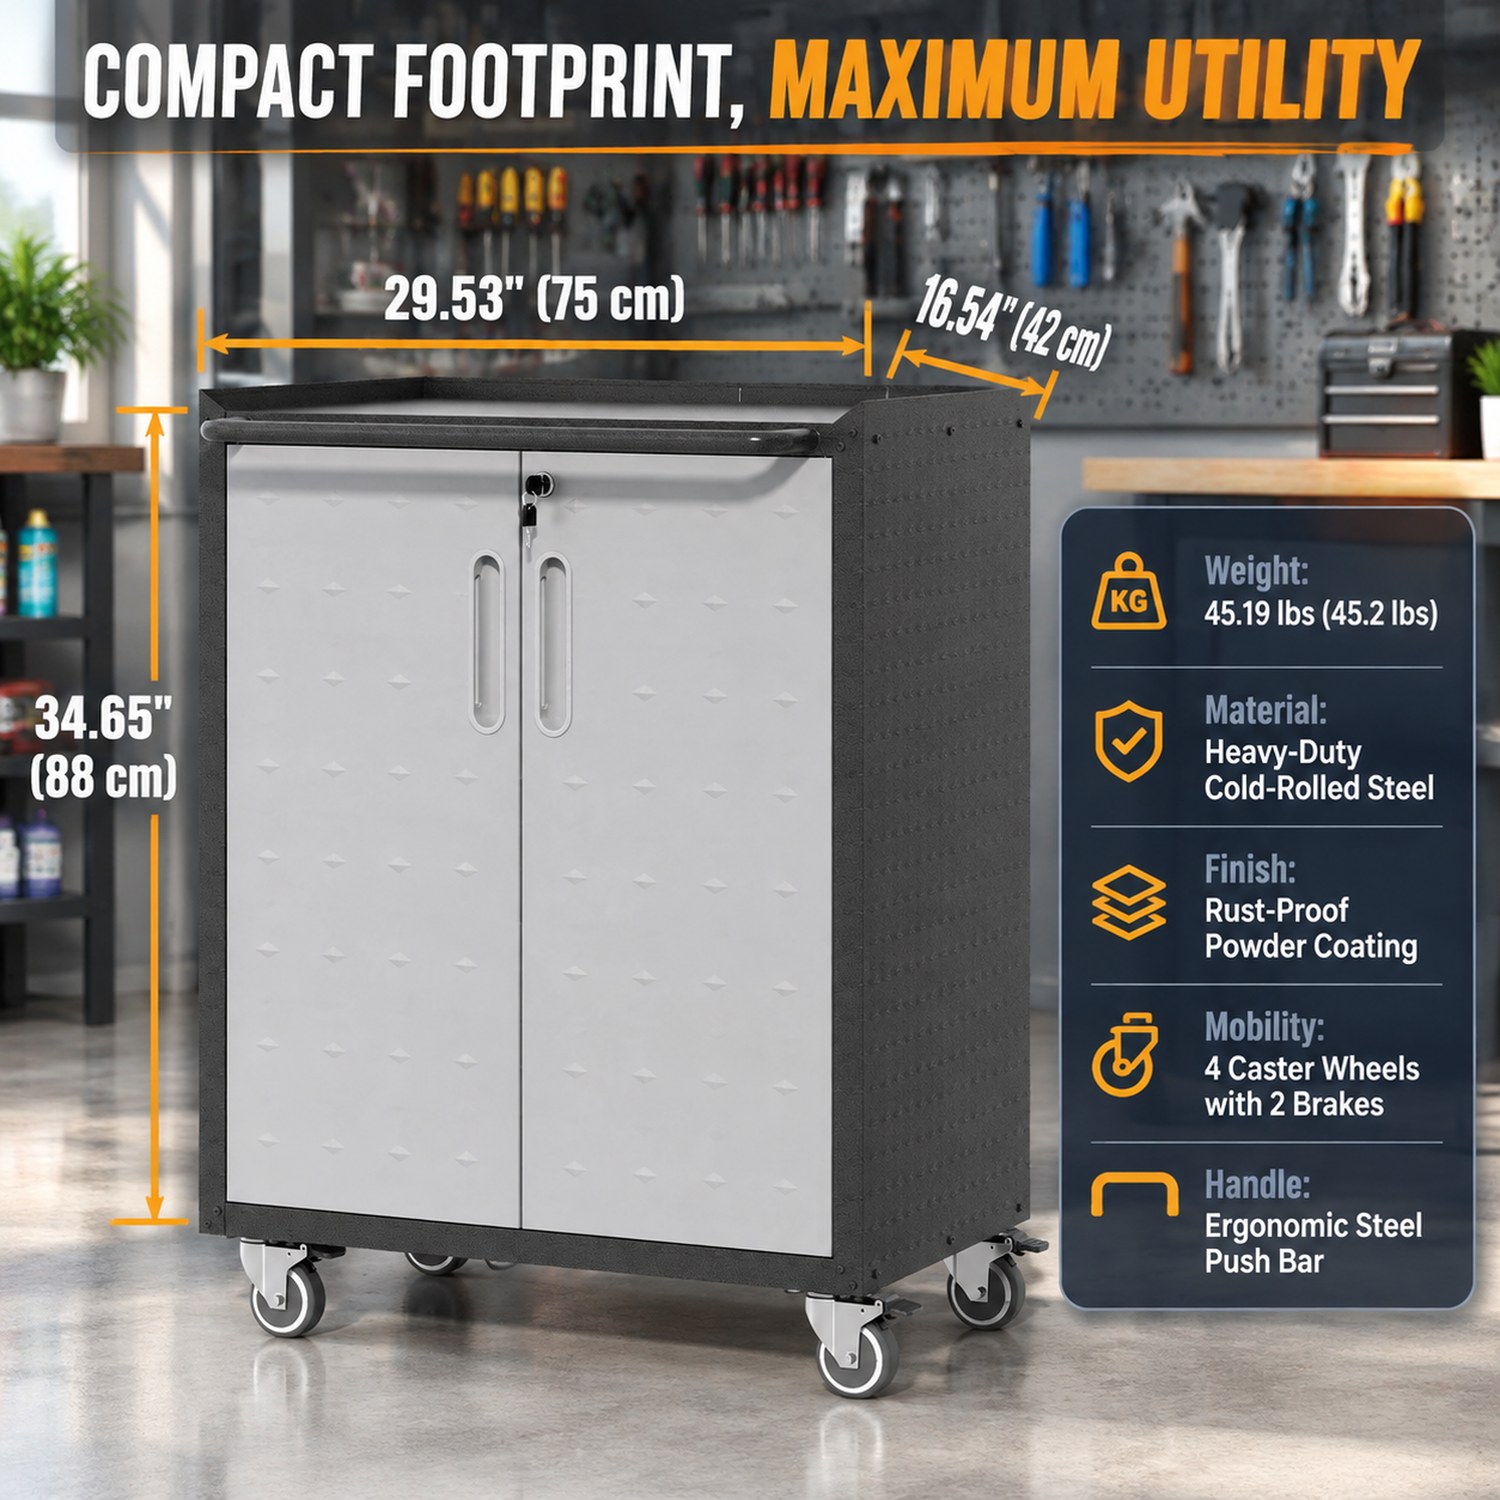 COMPACT FOOTPRINT, MAXIMUM UTILITY
29.53" (75 cm)
16.54" (42 cm)
34.65"
(88 cm)
KG
Weight:
45.19 lbs (45.2 lbs)
Material:
Heavy-Duty
Cold-Rolled Steel
Finish:
Rust-Proof
Powder Coating
Mobility:
4 Caster Wheels
with 2 Brakes
Handle:
Ergonomic Steel
Push Bar